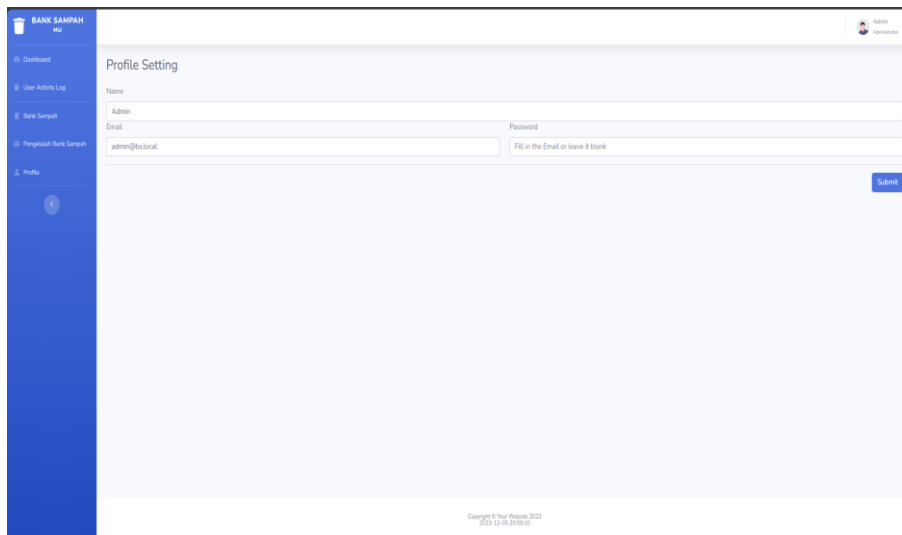 BANK SAMPAH
MU
Admin
Administrator
Dashboard
User Activity Log
Bank Sampah
Pengelolah Bank Sampah
Profile
Profile Setting
Name
Admin
Email
Password
admin@bs.local
Fill in the Email or leave it blank
Submit
Copyright © Your Website 2023
2023-12-05 20:58:10